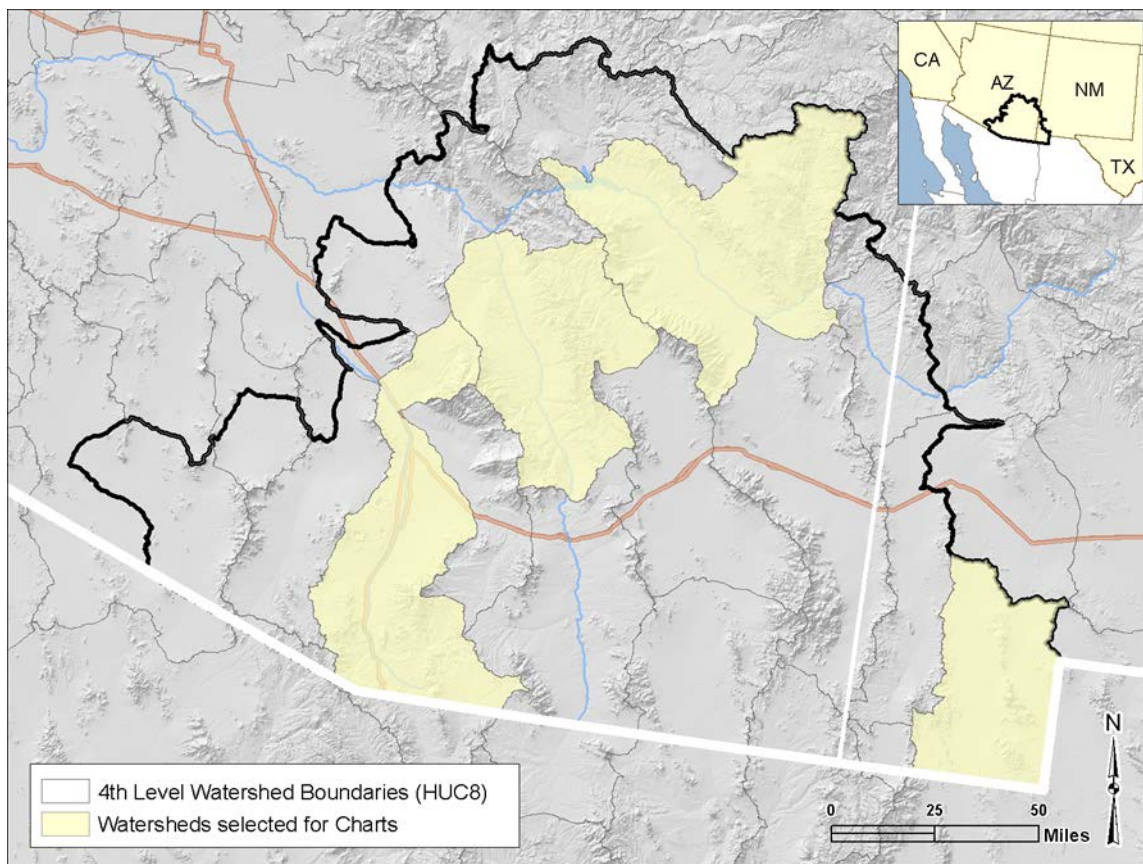 CA
AZ
NM
TX
4th Level Watershed Boundaries (HUC8)
Watersheds selected for Charts
N
0 25 50
Miles